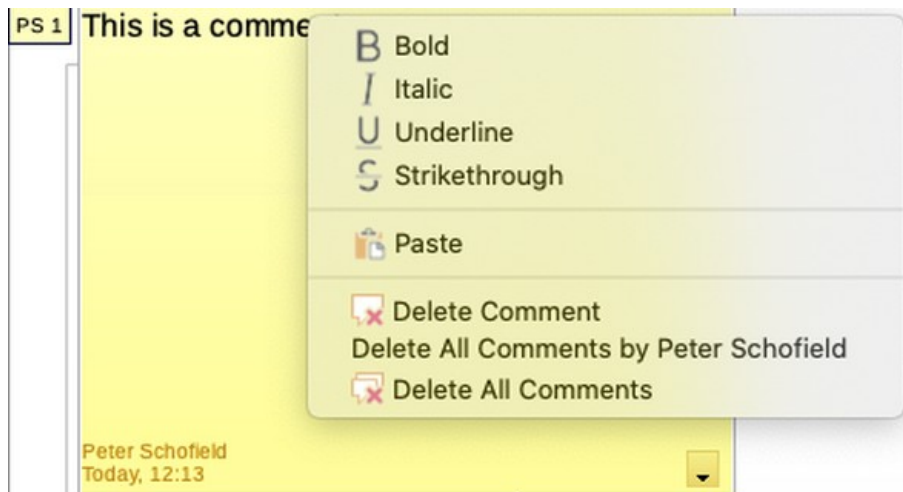 PS 1 This is a comme
Bold
Italic
Underline
Strikethrough
Paste
Delete Comment
Delete All Comments by Peter Schofield
Delete All Comments
Peter Schofield
Today, 12:13